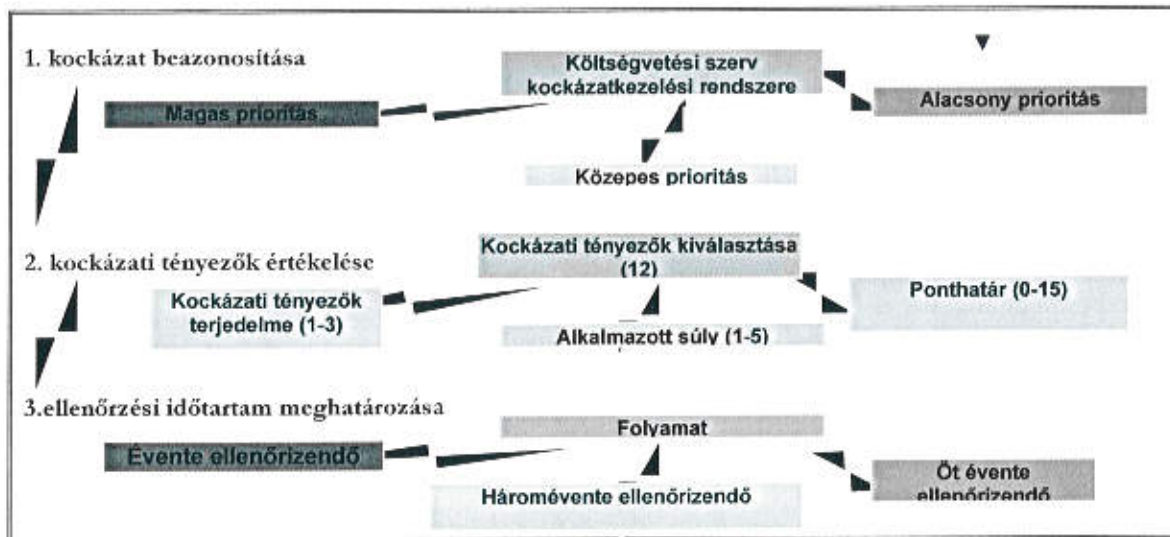 1. kockázat beazonosítása
Költségvetési szerv
kockázatkezelési rendszere
Magas prioritás
Alacsony prioritás
Közepes prioritás
2. kockázati tényezők értékelése
Kockázati tényezők kiválasztása
(12)
Kockázati tényezők
terjedelme (1-3)
Ponthatár (0-15)
Alkalmazott súly (1-5)
3.ellenőrzési időtartam meghatározása
Folyamat
Évente ellenőrizendő
Háromévente ellenőrizendő
Öt évente
ellenőrizendő